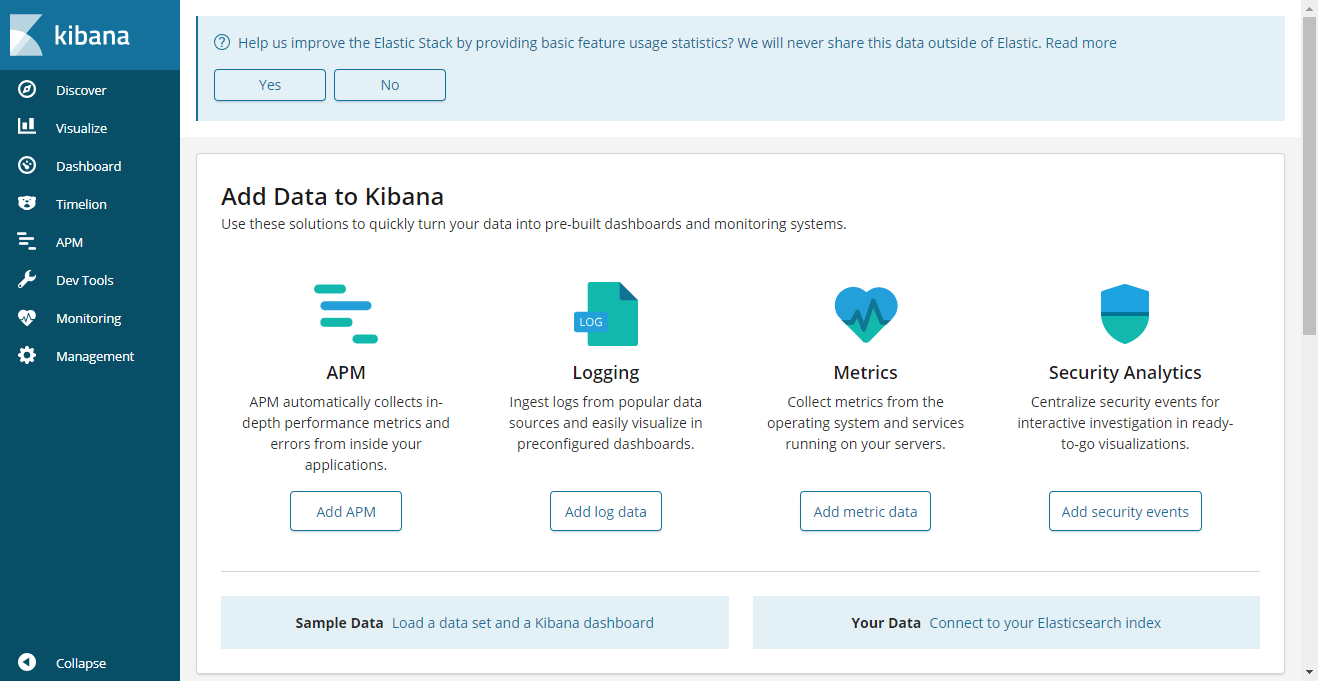 kibana
Discover
Visualize
Dashboard
Timelion
APM
Dev Tools
Monitoring
Management
Collapse
Help us improve the Elastic Stack by providing basic feature usage statistics? We will never share this data outside of Elastic. Read more
Yes
No
Add Data to Kibana
Use these solutions to quickly turn your data into pre-built dashboards and monitoring systems.
APM
APM automatically collects in-
depth performance metrics and
errors from inside your
applications.
Add APM
LOG
Logging
Ingest logs from popular data
sources and easily visualize in
preconfigured dashboards.
Add log data
Metrics
Collect metrics from the
operating system and services
running on your servers.
Add metric data
Security Analytics
Centralize security events for
interactive investigation in ready-
to-go visualizations.
Add security events
Sample Data Load a data set and a Kibana dashboard
Your Data Connect to your Elasticsearch index